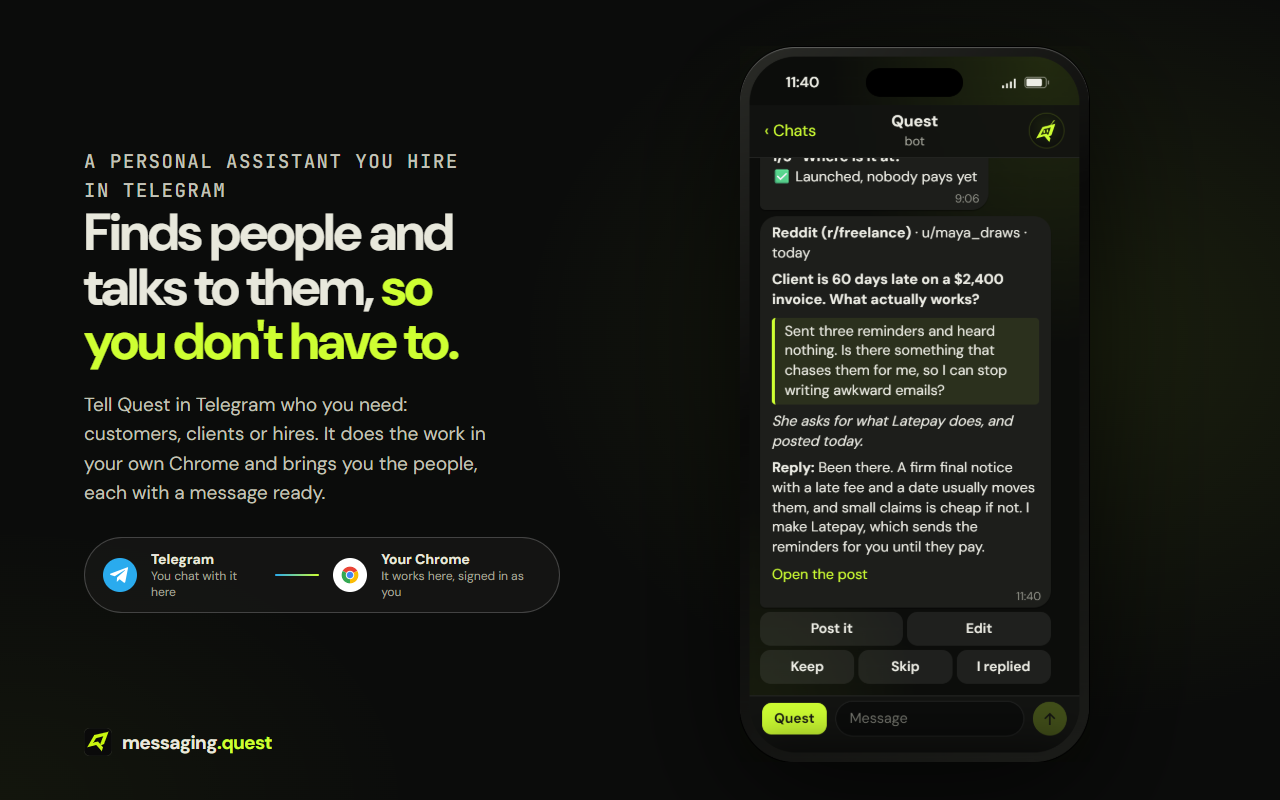 A PERSONAL ASSISTANT YOU HIRE
IN TELEGRAM
Finds people and
talks to them, so
you don't have to.
Tell Quest in Telegram who you need:
customers, clients or hires. It does the work in
your own Chrome and brings you the people,
each with a message ready.
Telegram
You chat with it
here
Your Chrome
It works here, signed in as
you
messaging.quest
11:40
‹ Chats
Quest
bot
✅ Launched, nobody pays yet
9:06
Reddit (r/freelance) · u/maya_draws ·
today
Client is 60 days late on a $2,400
invoice. What actually works?
Sent three reminders and heard
nothing. Is there something that
chases them for me, so I can stop
writing awkward emails?
She asks for what Latepay does, and
posted today.
Reply: Been there. A firm final notice
with a late fee and a date usually moves
them, and small claims is cheap if not. I
make Latepay, which sends the
reminders for you until they pay.
Open the post
11:40
Post it
Edit
Keep
Skip
I replied
Quest
Message